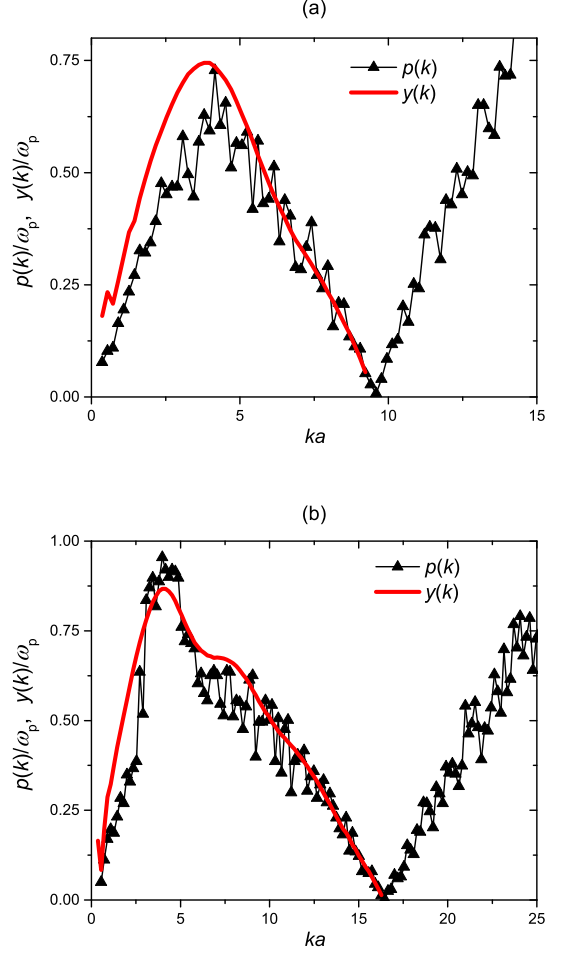 (a)
p(k)/ωp, y(k)/ωp
0.75
0.50
0.25
0.00
p(k)
y(k)
0 5 10 15
ka
(b)
p(k)/ωp, y(k)/ωp
1.00
0.75
0.50
0.25
0.00
p(k)
y(k)
0 5 10 15 20 25
ka